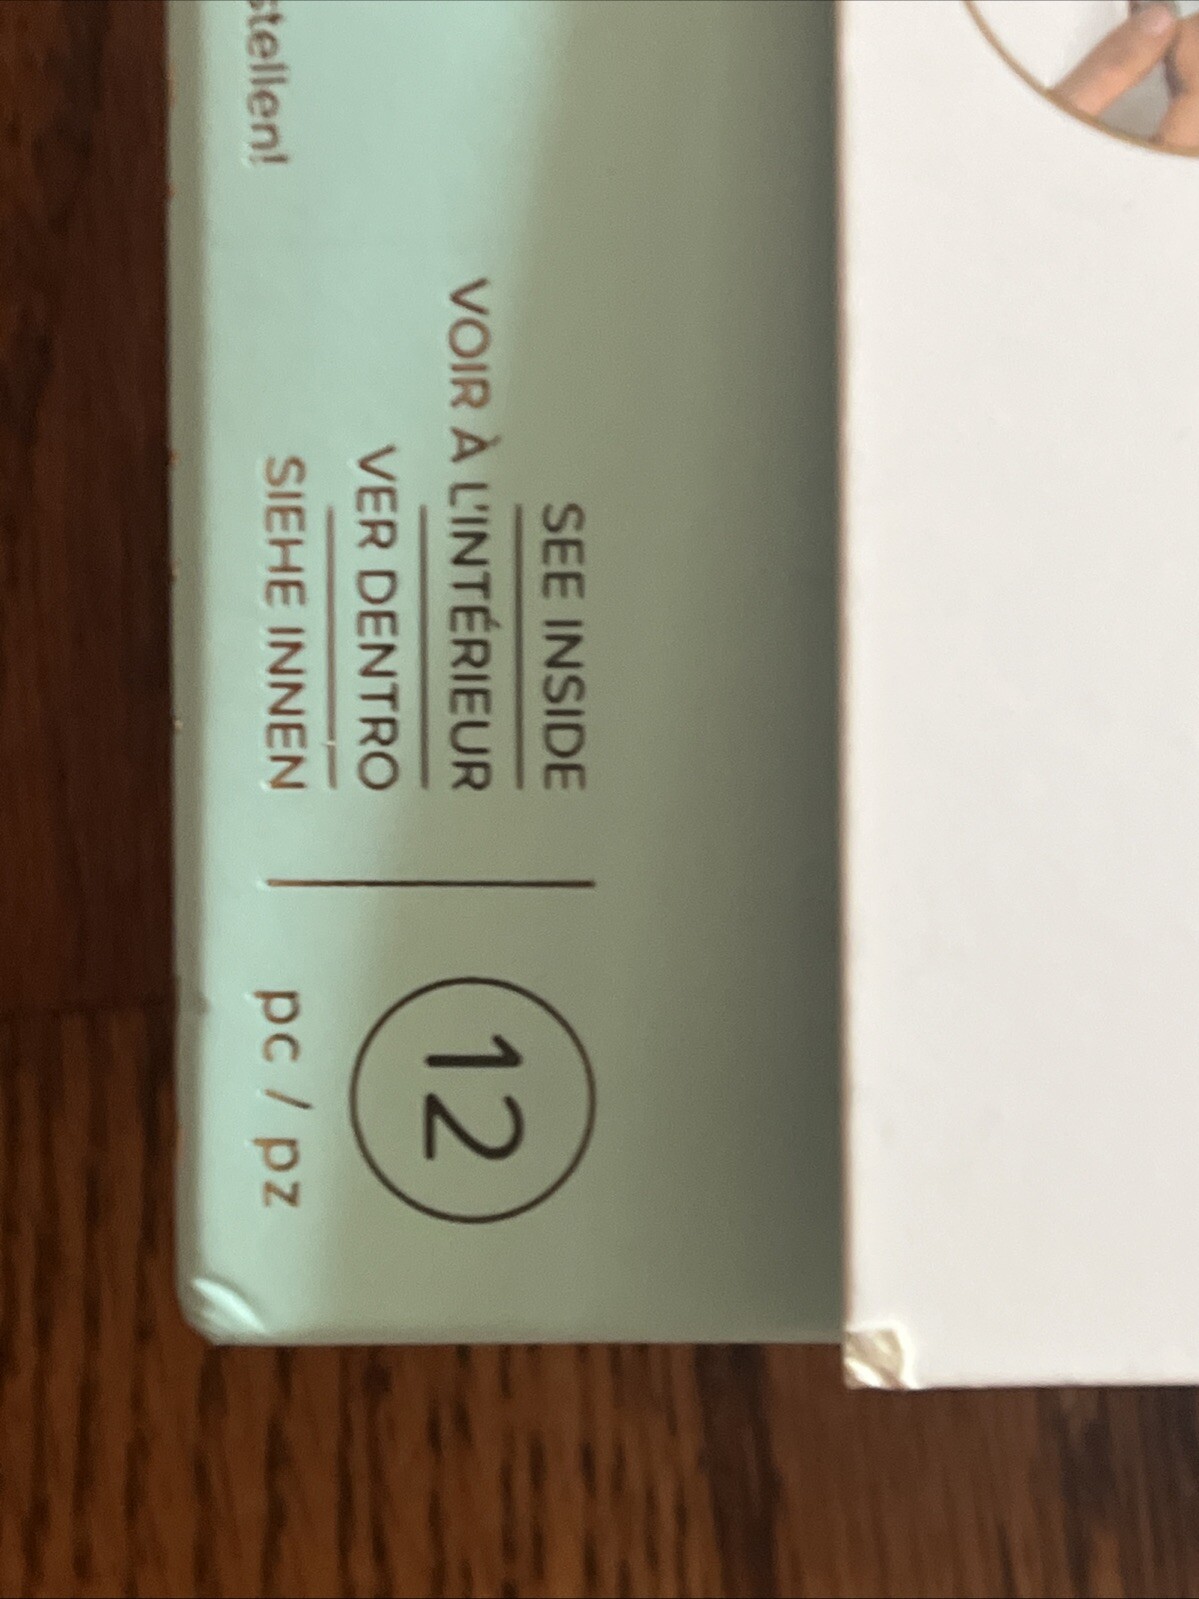 stellen!
SEE INSIDE
VOIR À L'INTÉRIEUR
VER DENTRO
SIEHE INNEN
12
pc / pz